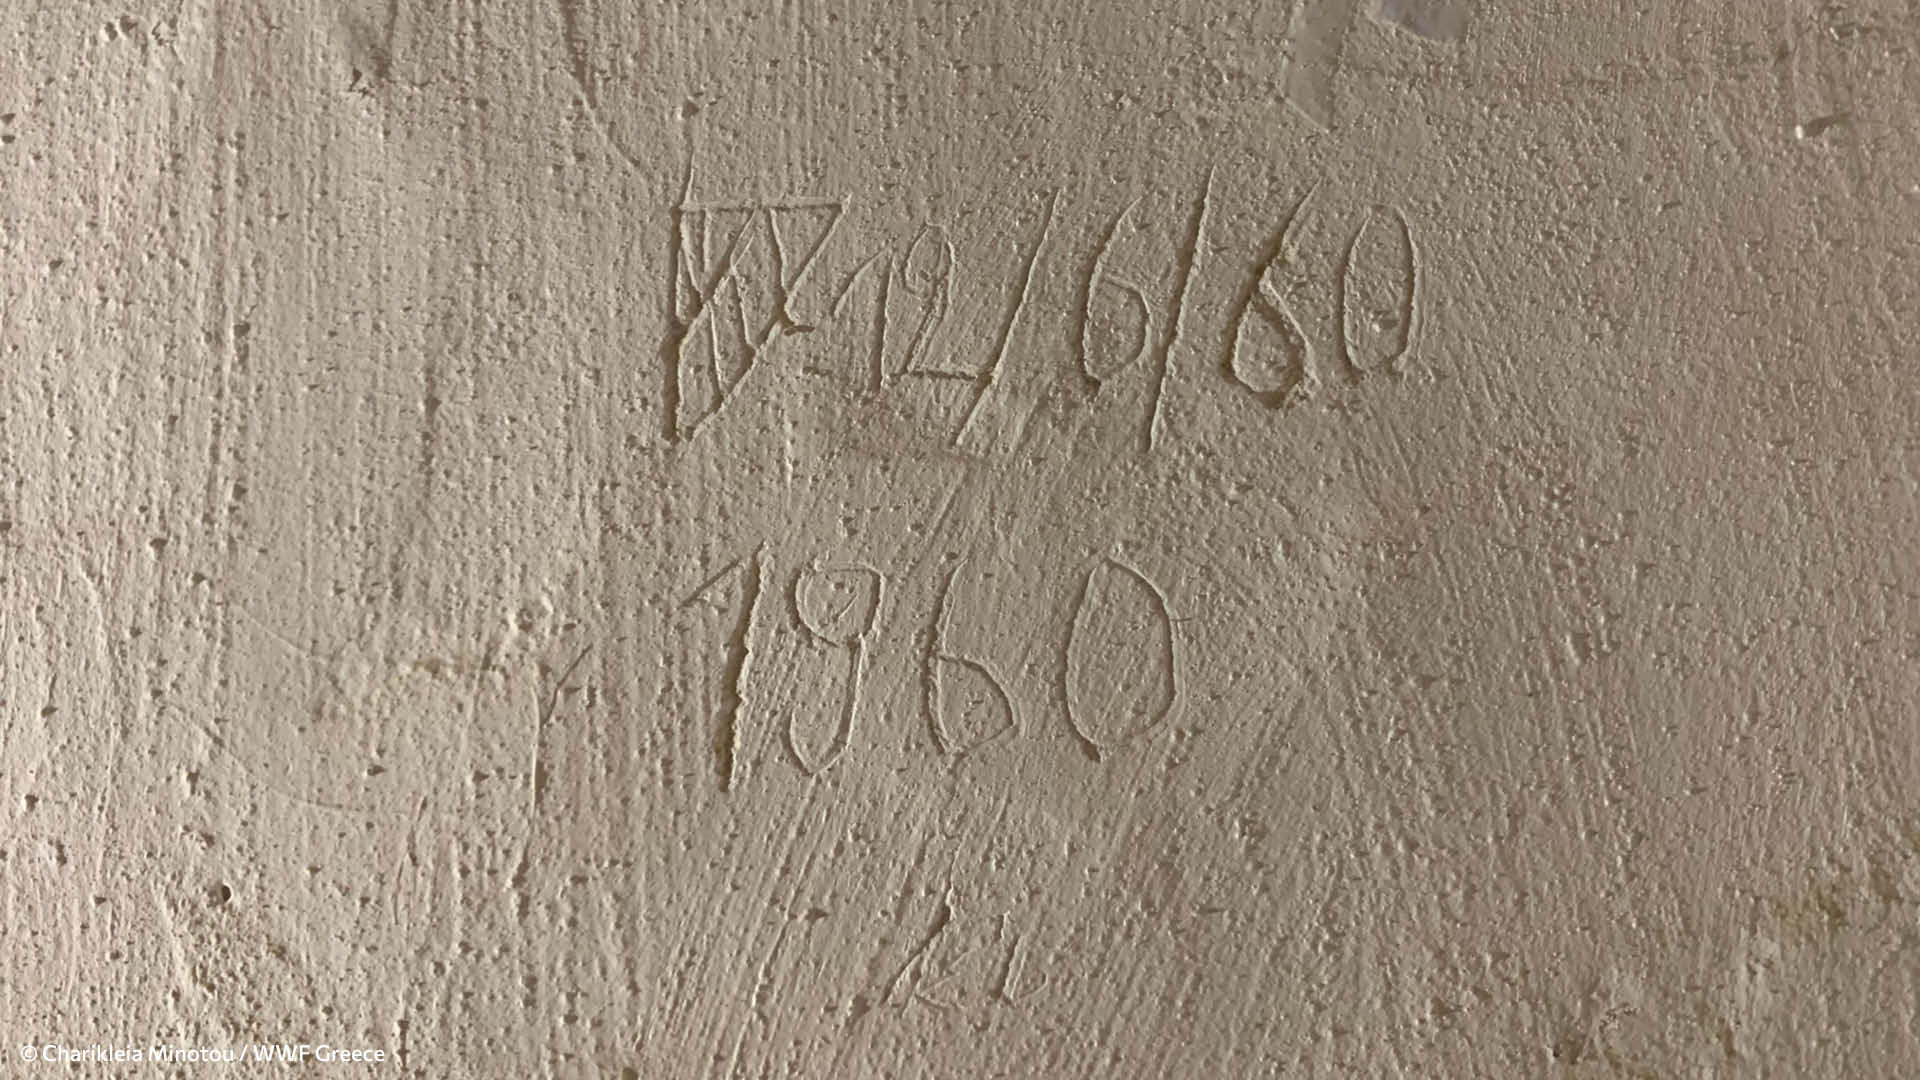 12/6/60
1960
© Charikleia Minotou / WWF Greece